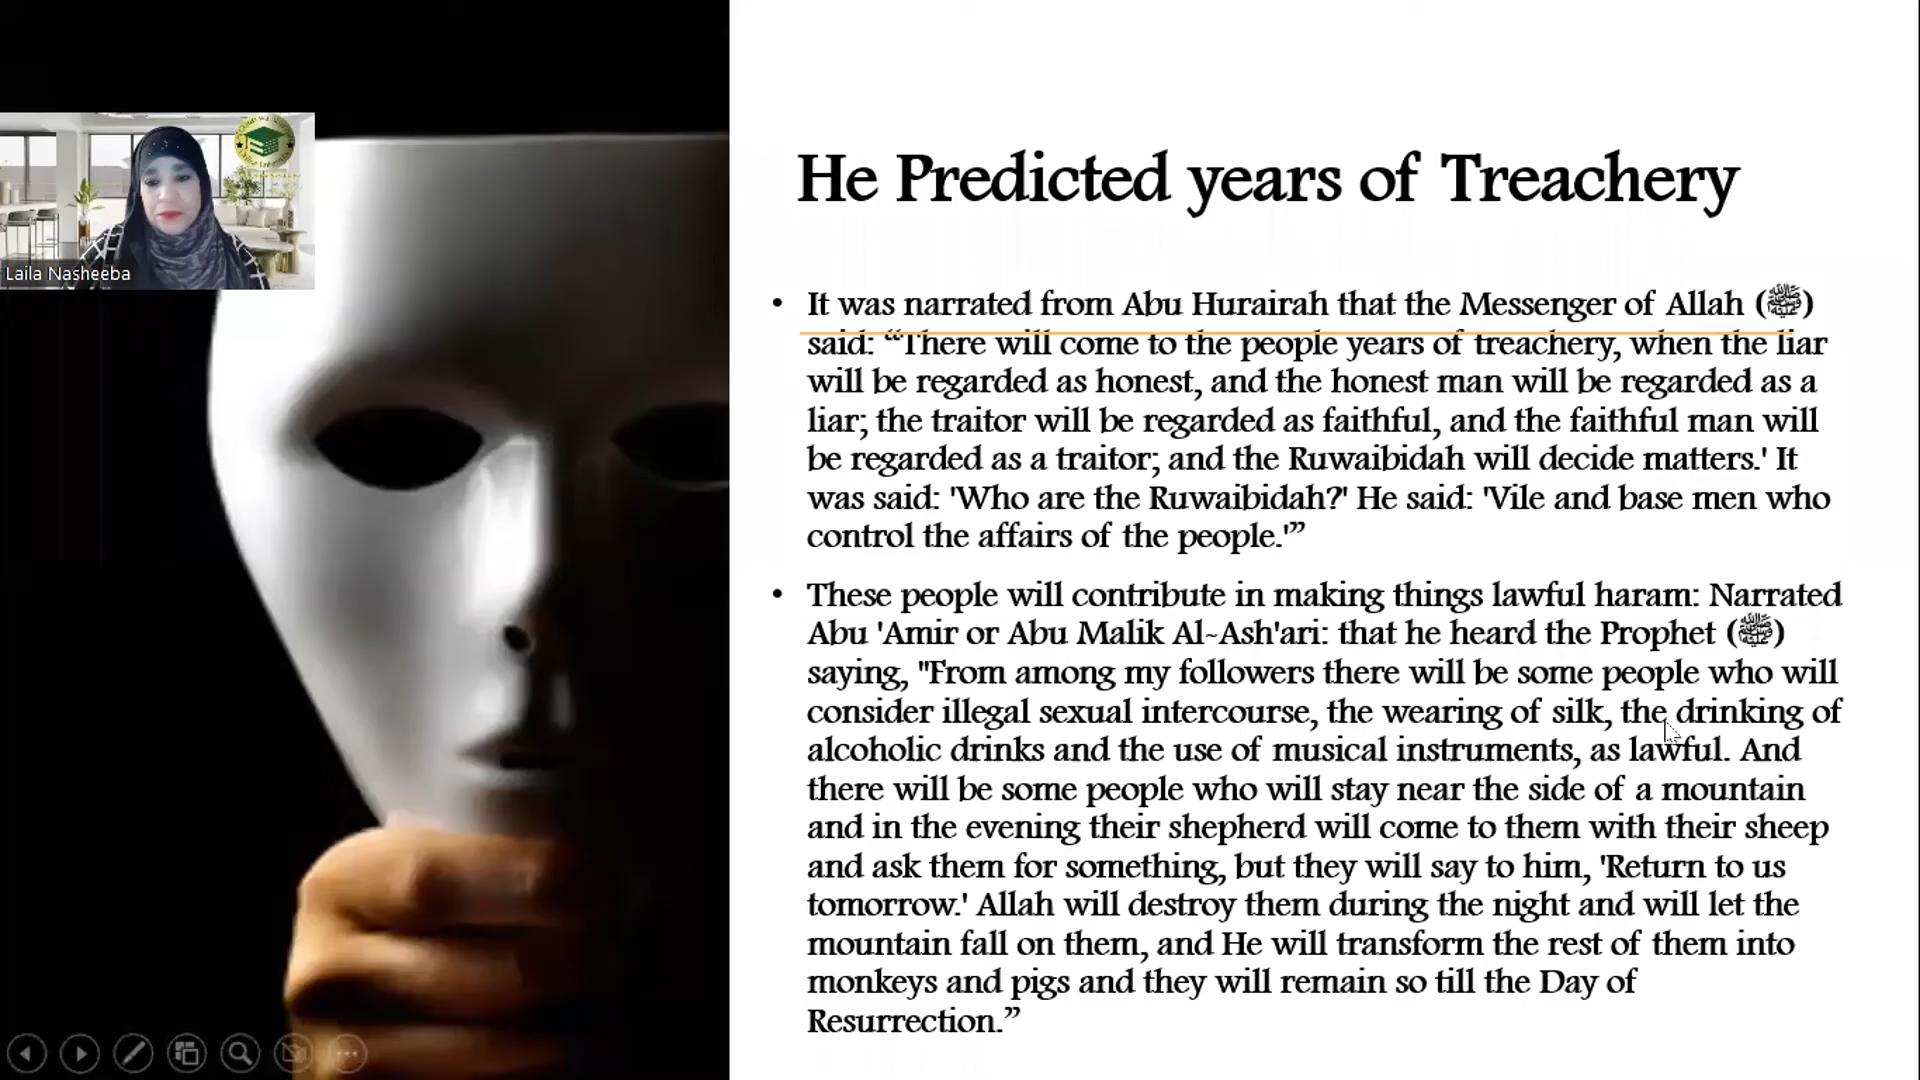 He Predicted years of Treachery
Laila Nasheeba
• It was narrated from Abu Hurairah that the Messenger of Allah (ﷺ)
said: “There will come to the people years of treachery, when the liar
will be regarded as honest, and the honest man will be regarded as a
liar; the traitor will be regarded as faithful, and the faithful man will
be regarded as a traitor; and the Ruwaibidah will decide matters.' It
was said: 'Who are the Ruwaibidah?' He said: 'Vile and base men who
control the affairs of the people.'”
• These people will contribute in making things lawful haram: Narrated
Abu 'Amir or Abu Malik Al-Ash'ari: that he heard the Prophet (ﷺ)
saying, "From among my followers there will be some people who will
consider illegal sexual intercourse, the wearing of silk, the drinking of
alcoholic drinks and the use of musical instruments, as lawful. And
there will be some people who will stay near the side of a mountain
and in the evening their shepherd will come to them with their sheep
and ask them for something, but they will say to him, 'Return to us
tomorrow.' Allah will destroy them during the night and will let the
mountain fall on them, and He will transform the rest of them into
monkeys and pigs and they will remain so till the Day of
Resurrection.”